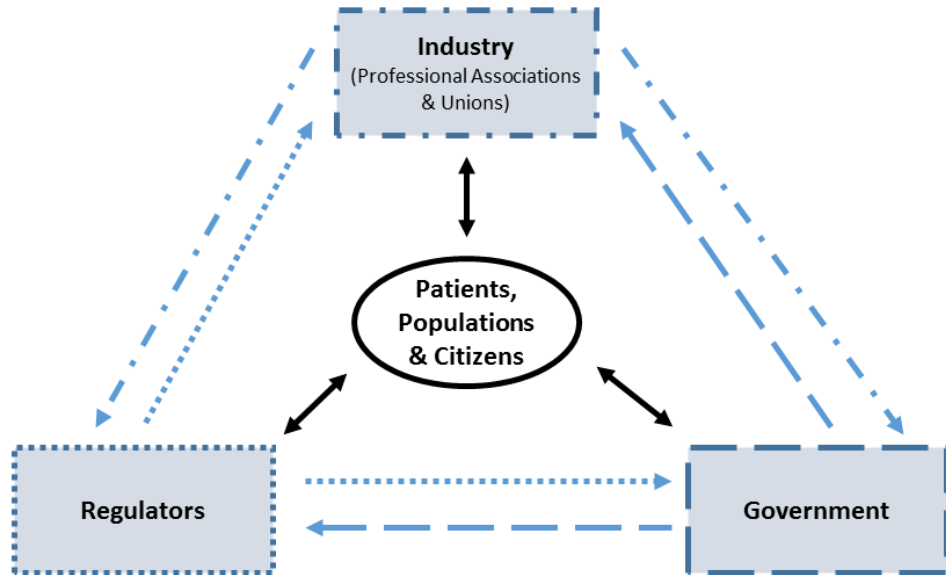 Industry
(Professional Associations
& Unions)
Patients,
Populations
& Citizens
Regulators
Government